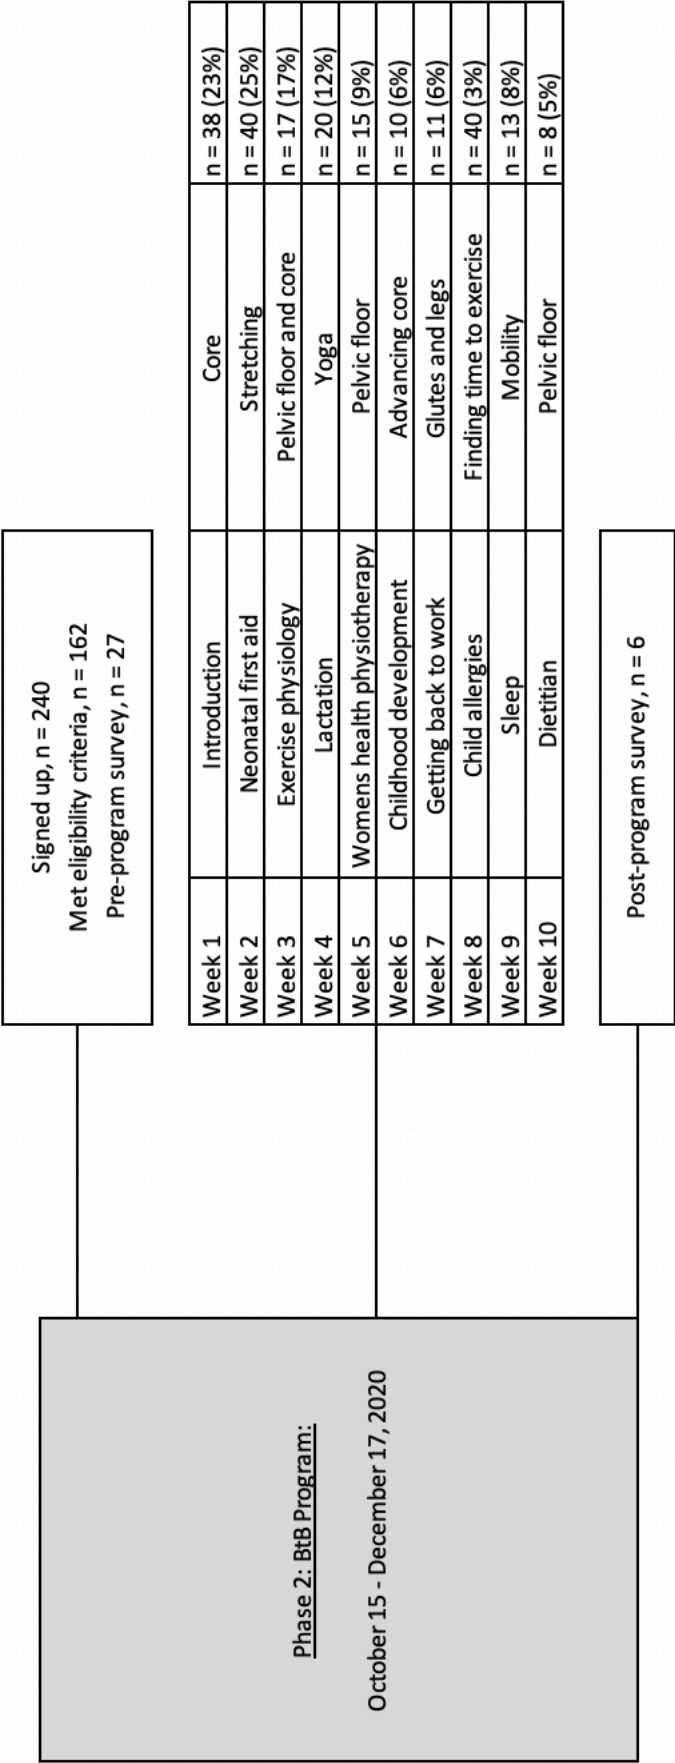 Phase 2: BtB Program:
October 15 - December 17, 2020
Signed up, n = 240
Met eligibility criteria, n = 162
Pre-program survey, n = 27
Week 1 Introduction Core n = 38 (23%)
Week 2 Neonatal first aid Stretching n = 40 (25%)
Week 3 Exercise physiology Pelvic floor and core n = 17 (17%)
Week 4 Lactation Yoga n = 20 (12%)
Week 5 Womens health physiotherapy Pelvic floor n = 15 (9%)
Week 6 Childhood development Advancing core n = 10 (6%)
Week 7 Getting back to work Glutes and legs n = 11 (6%)
Week 8 Child allergies Finding time to exercise n = 40 (3%)
Week 9 Sleep Mobility n = 13 (8%)
Week 10 Dietitian Pelvic floor n = 8 (5%)
Post-program survey, n = 6